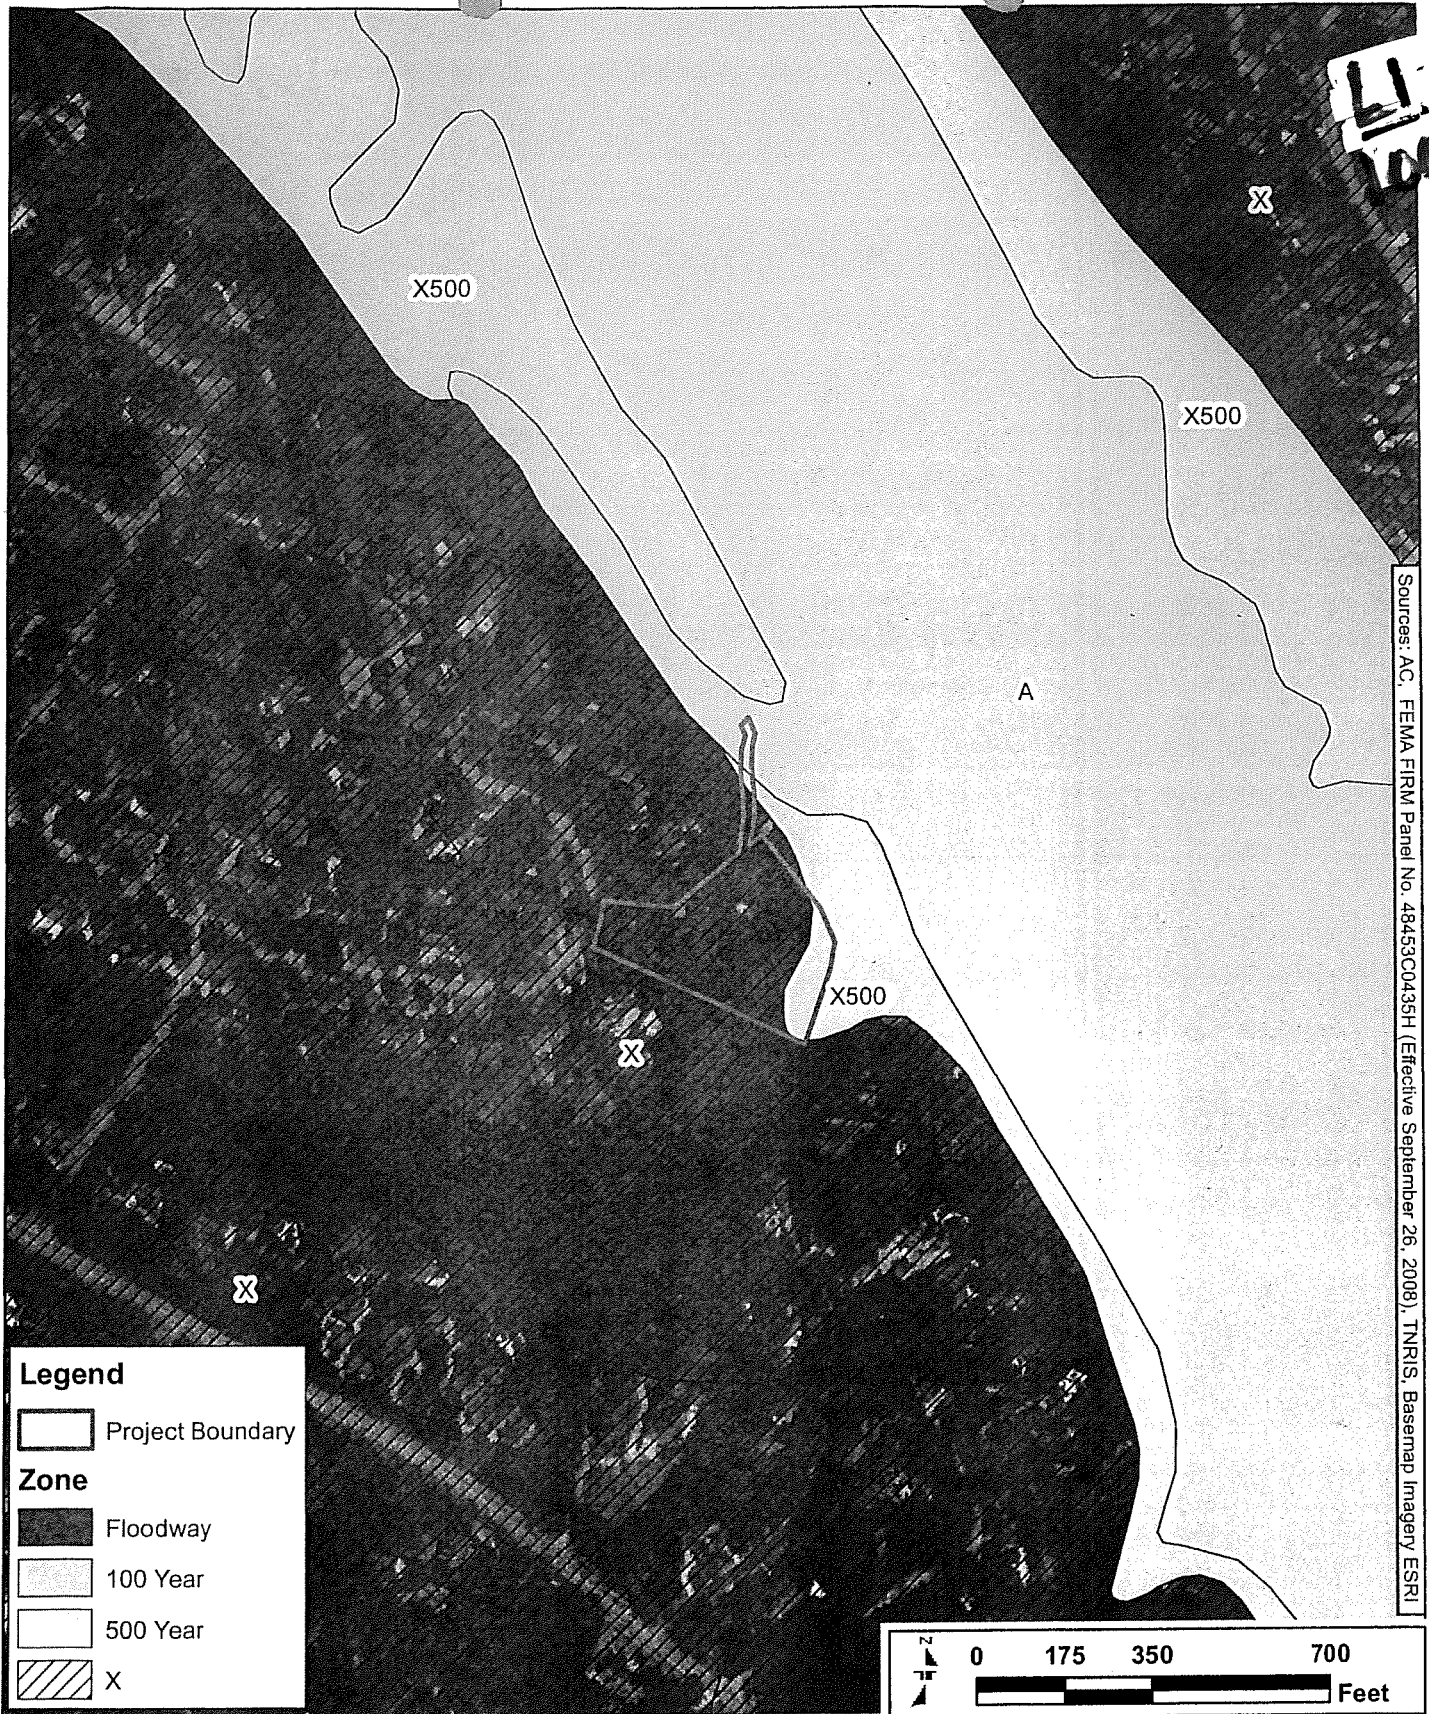 X
X500
X500
A
X500
X
X
Sources: AC, FEMA FIRM Panel No. 48453C0435H (Effective September 26, 2008), TNRIS, Basemap Imagery ESRI
Legend
Project Boundary
Zone
Floodway
100 Year
500 Year
X
N
0 175 350 700
Feet